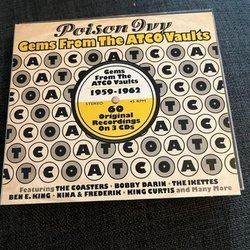 Poison Ivy
Gems From The ATCO Vaults
ATCOATCOATCO
Gems
From The
ATCO Vaults
1959-1962
STEREO
45 RPM
60
Original
Recordings
On 3 CDs
Featuring THE COASTERS · BOBBY DARIN · THE IKETTES
BEN E. KING · NINA & FREDERIK · KING CURTIS and Many More